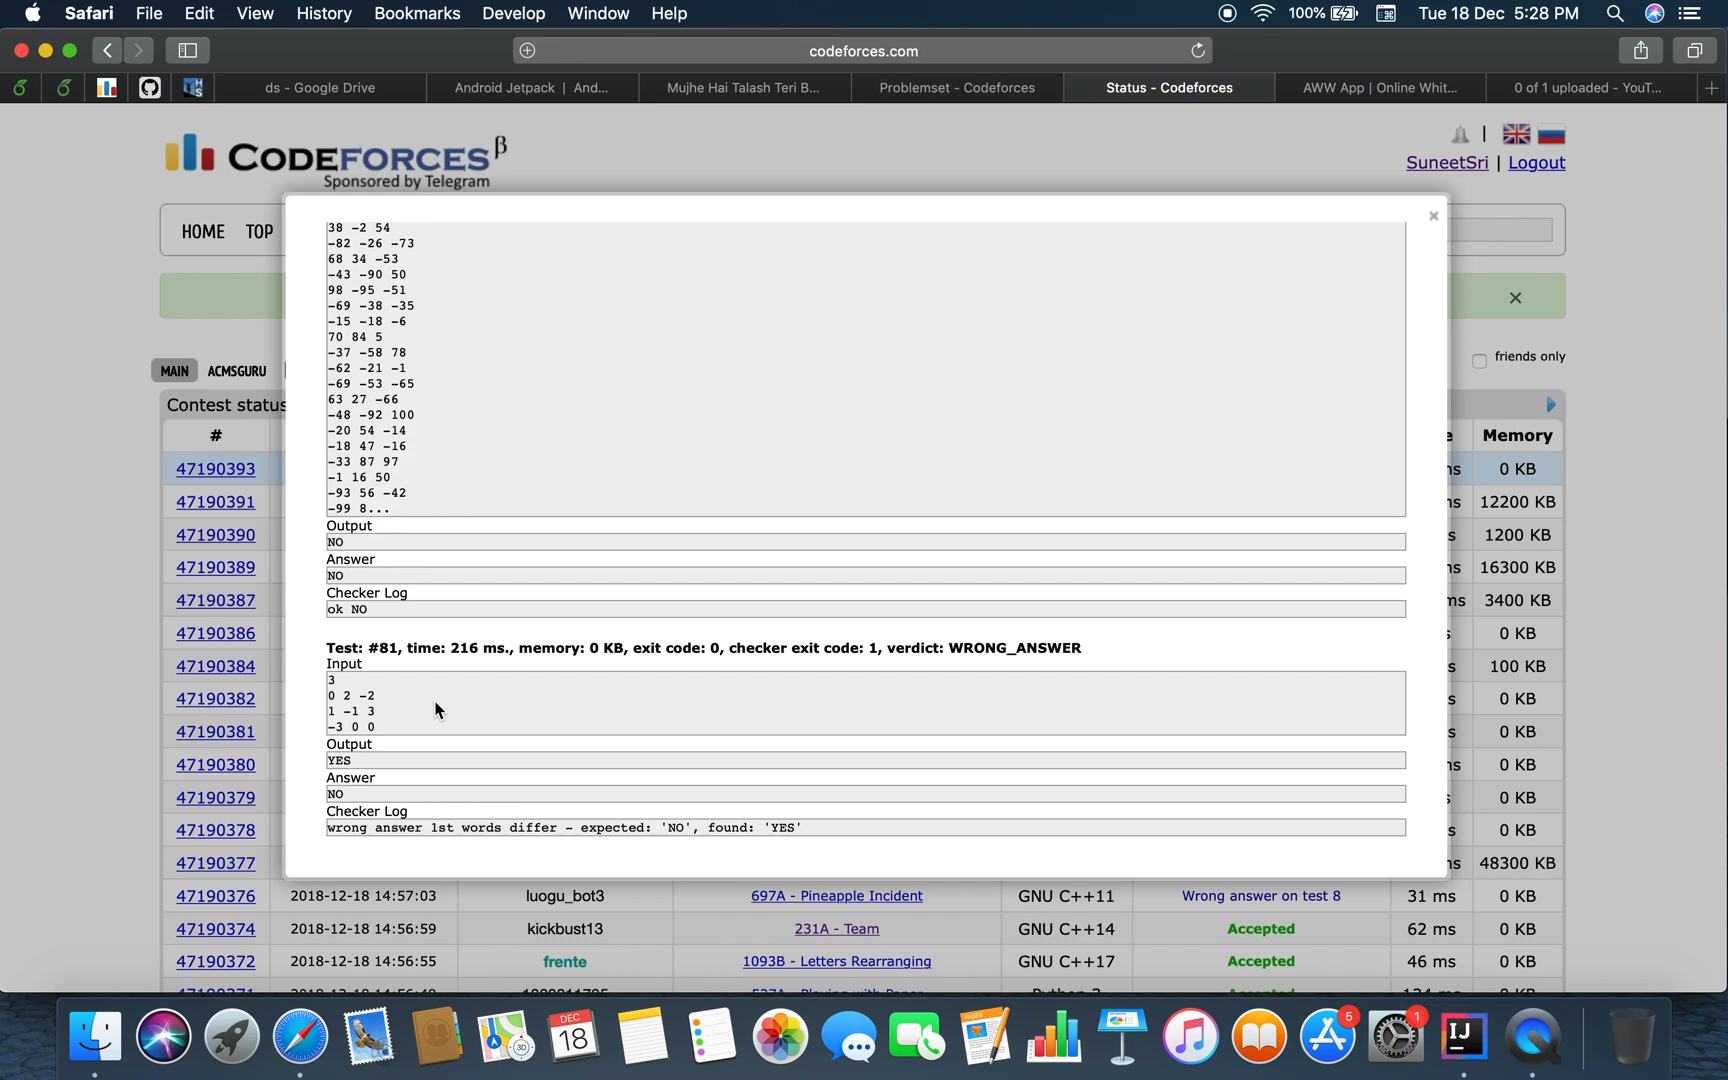 Safari File Edit View History Bookmarks Develop Window Help 100% Tue 18 Dec 5:28 PM
codeforces.com
ds - Google Drive Android Jetpack | And... Mujhe Hai Talash Teri B... Problemset - Codeforces Status - Codeforces AWW App | Online Whit... 0 of 1 uploaded - YouT...
CODEFORCES β
Sponsored by Telegram
SuneetSri | Logout
HOME TOP
MAIN ACMSGURU
friends only
Contest status
# Memory
47190393 0 KB
47190391 12200 KB
47190390 1200 KB
47190389 16300 KB
47190387 3400 KB
47190386 0 KB
47190384 100 KB
47190382 0 KB
47190381 0 KB
47190380 0 KB
47190379 0 KB
47190378 0 KB
47190377 48300 KB
38 -2 54
-82 -26 -73
68 34 -53
-43 -90 50
98 -95 -51
-69 -38 -35
-15 -18 -6
70 84 5
-37 -58 78
-62 -21 -1
-69 -53 -65
63 27 -66
-48 -92 100
-20 54 -14
-18 47 -16
-33 87 97
-1 16 50
-93 56 -42
-99 8...
Output
NO
Answer
NO
Checker Log
ok NO
Test: #81, time: 216 ms., memory: 0 KB, exit code: 0, checker exit code: 1, verdict: WRONG_ANSWER
Input
3
0 2 -2
1 -1 3
-3 0 0
Output
YES
Answer
NO
Checker Log
wrong answer 1st words differ - expected: 'NO', found: 'YES'
47190376 2018-12-18 14:57:03 luogu_bot3 697A - Pineapple Incident GNU C++11 Wrong answer on test 8 31 ms 0 KB
47190374 2018-12-18 14:56:59 kickbust13 231A - Team GNU C++14 Accepted 62 ms 0 KB
47190372 2018-12-18 14:56:55 frente 1093B - Letters Rearranging GNU C++17 Accepted 46 ms 0 KB
DEC
18
3D
5
1
IJ